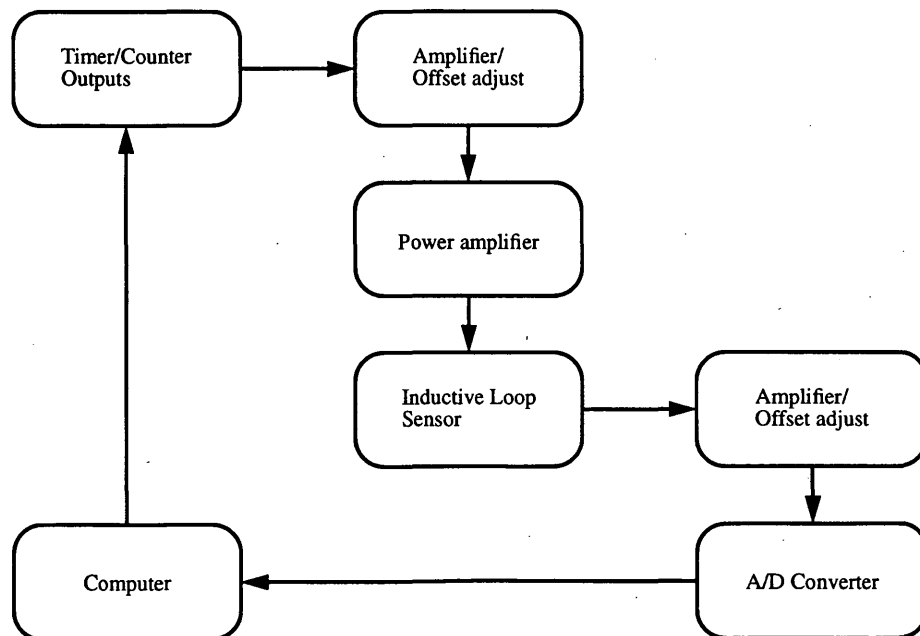 Timer/Counter
Outputs
Amplifier/
Offset adjust
Power amplifier
Inductive Loop
Sensor
Amplifier/
Offset adjust
Computer
A/D Converter